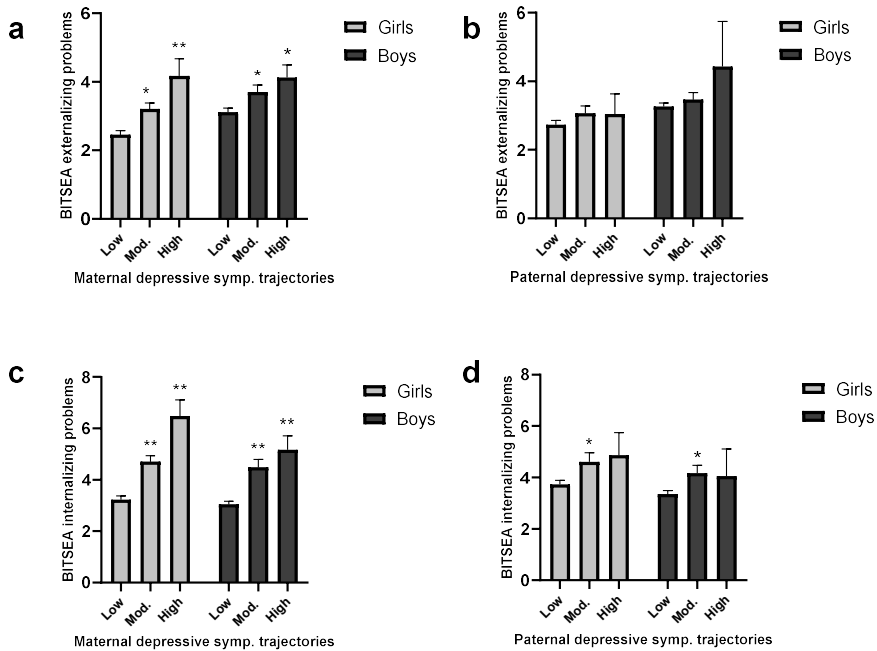 a
BITSEA externalizing problems
6
4
2
0
* ** * *
Low Mod. High Low Mod. High
Maternal depressive symp. trajectories
Girls
Boys
b
BITSEA externalizing problems
6
4
2
0
Low Mod. High Low Mod. High
Paternal depressive symp. trajectories
Girls
Boys
c
BITSEA internalizing problems
8
6
4
2
0
** ** ** **
Low Mod. High Low Mod. High
Maternal depressive symp. trajectories
Girls
Boys
d
BITSEA internalizing problems
8
6
4
2
0
* *
Low Mod. High Low Mod. High
Paternal depressive symp. trajectories
Girls
Boys